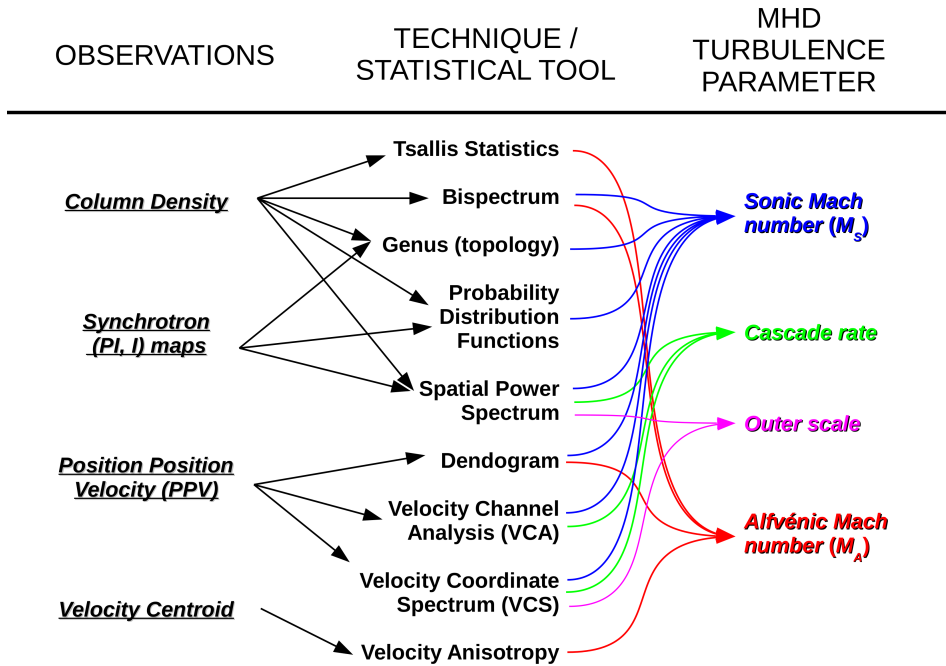 OBSERVATIONS
TECHNIQUE /
STATISTICAL TOOL
MHD
TURBULENCE
PARAMETER
Column Density
Synchrotron
(PI, I) maps
Position Position
Velocity (PPV)
Velocity Centroid
Tsallis Statistics
Bispectrum
Genus (topology)
Probability
Distribution
Functions
Spatial Power
Spectrum
Dendogram
Velocity Channel
Analysis (VCA)
Velocity Coordinate
Spectrum (VCS)
Velocity Anisotropy
Sonic Mach
number (MS)
Cascade rate
Outer scale
Alfvénic Mach
number (MA)